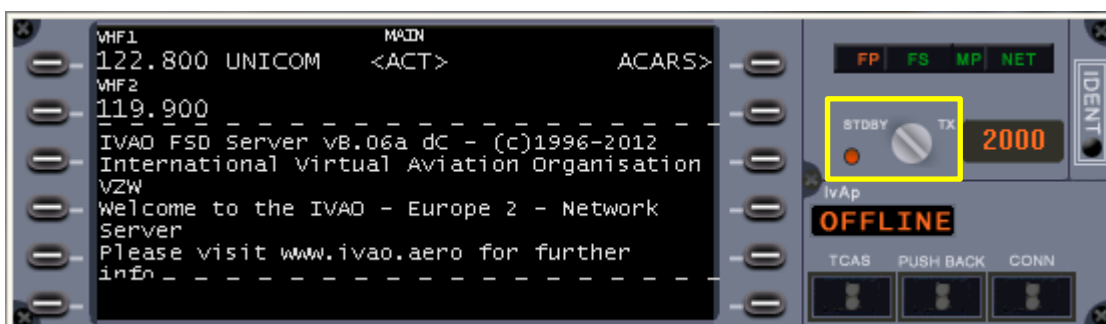 VHF1 MAIN
122.800 UNICOM <ACT> ACARS>
VHF2
119.900
IVAO FSD Server vB.06a dC - (c)1996-2012
International Virtual Aviation Organisation
VZW
Welcome to the IVAO - Europe 2 - Network
Server
Please visit www.ivao.aero for further
info
FP FS MP NET
IDENT
STDBY TX 2000
IvAp
OFFLINE
TCAS PUSH BACK CONN